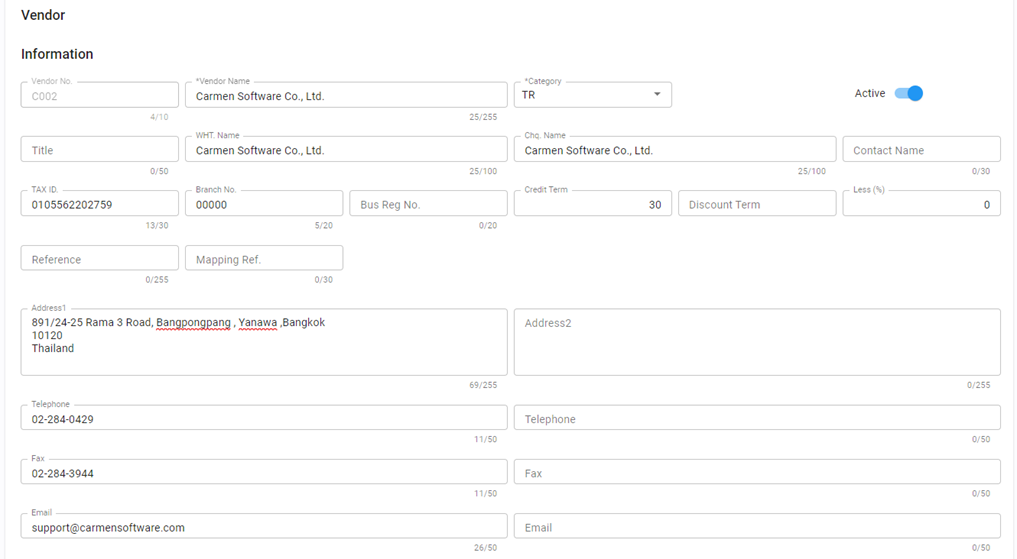 Vendor
Information
Vendor No.
C002
4/10
*Vendor Name
Carmen Software Co., Ltd.
25/255
*Category
TR
Active
Title
0/50
WHT. Name
Carmen Software Co., Ltd.
25/100
Chq. Name
Carmen Software Co., Ltd.
25/100
Contact Name
0/30
TAX ID.
0105562202759
13/30
Branch No.
00000
5/20
Bus Reg No.
0/20
Credit Term
30
Discount Term
Less (%)
0
Reference
0/255
Mapping Ref.
0/30
Address1
891/24-25 Rama 3 Road, Bangpongpang , Yanawa ,Bangkok
10120
Thailand
69/255
Address2
0/255
Telephone
02-284-0429
11/50
Telephone
0/50
Fax
02-284-3944
11/50
Fax
0/50
Email
support@carmensoftware.com
26/50
Email
0/50